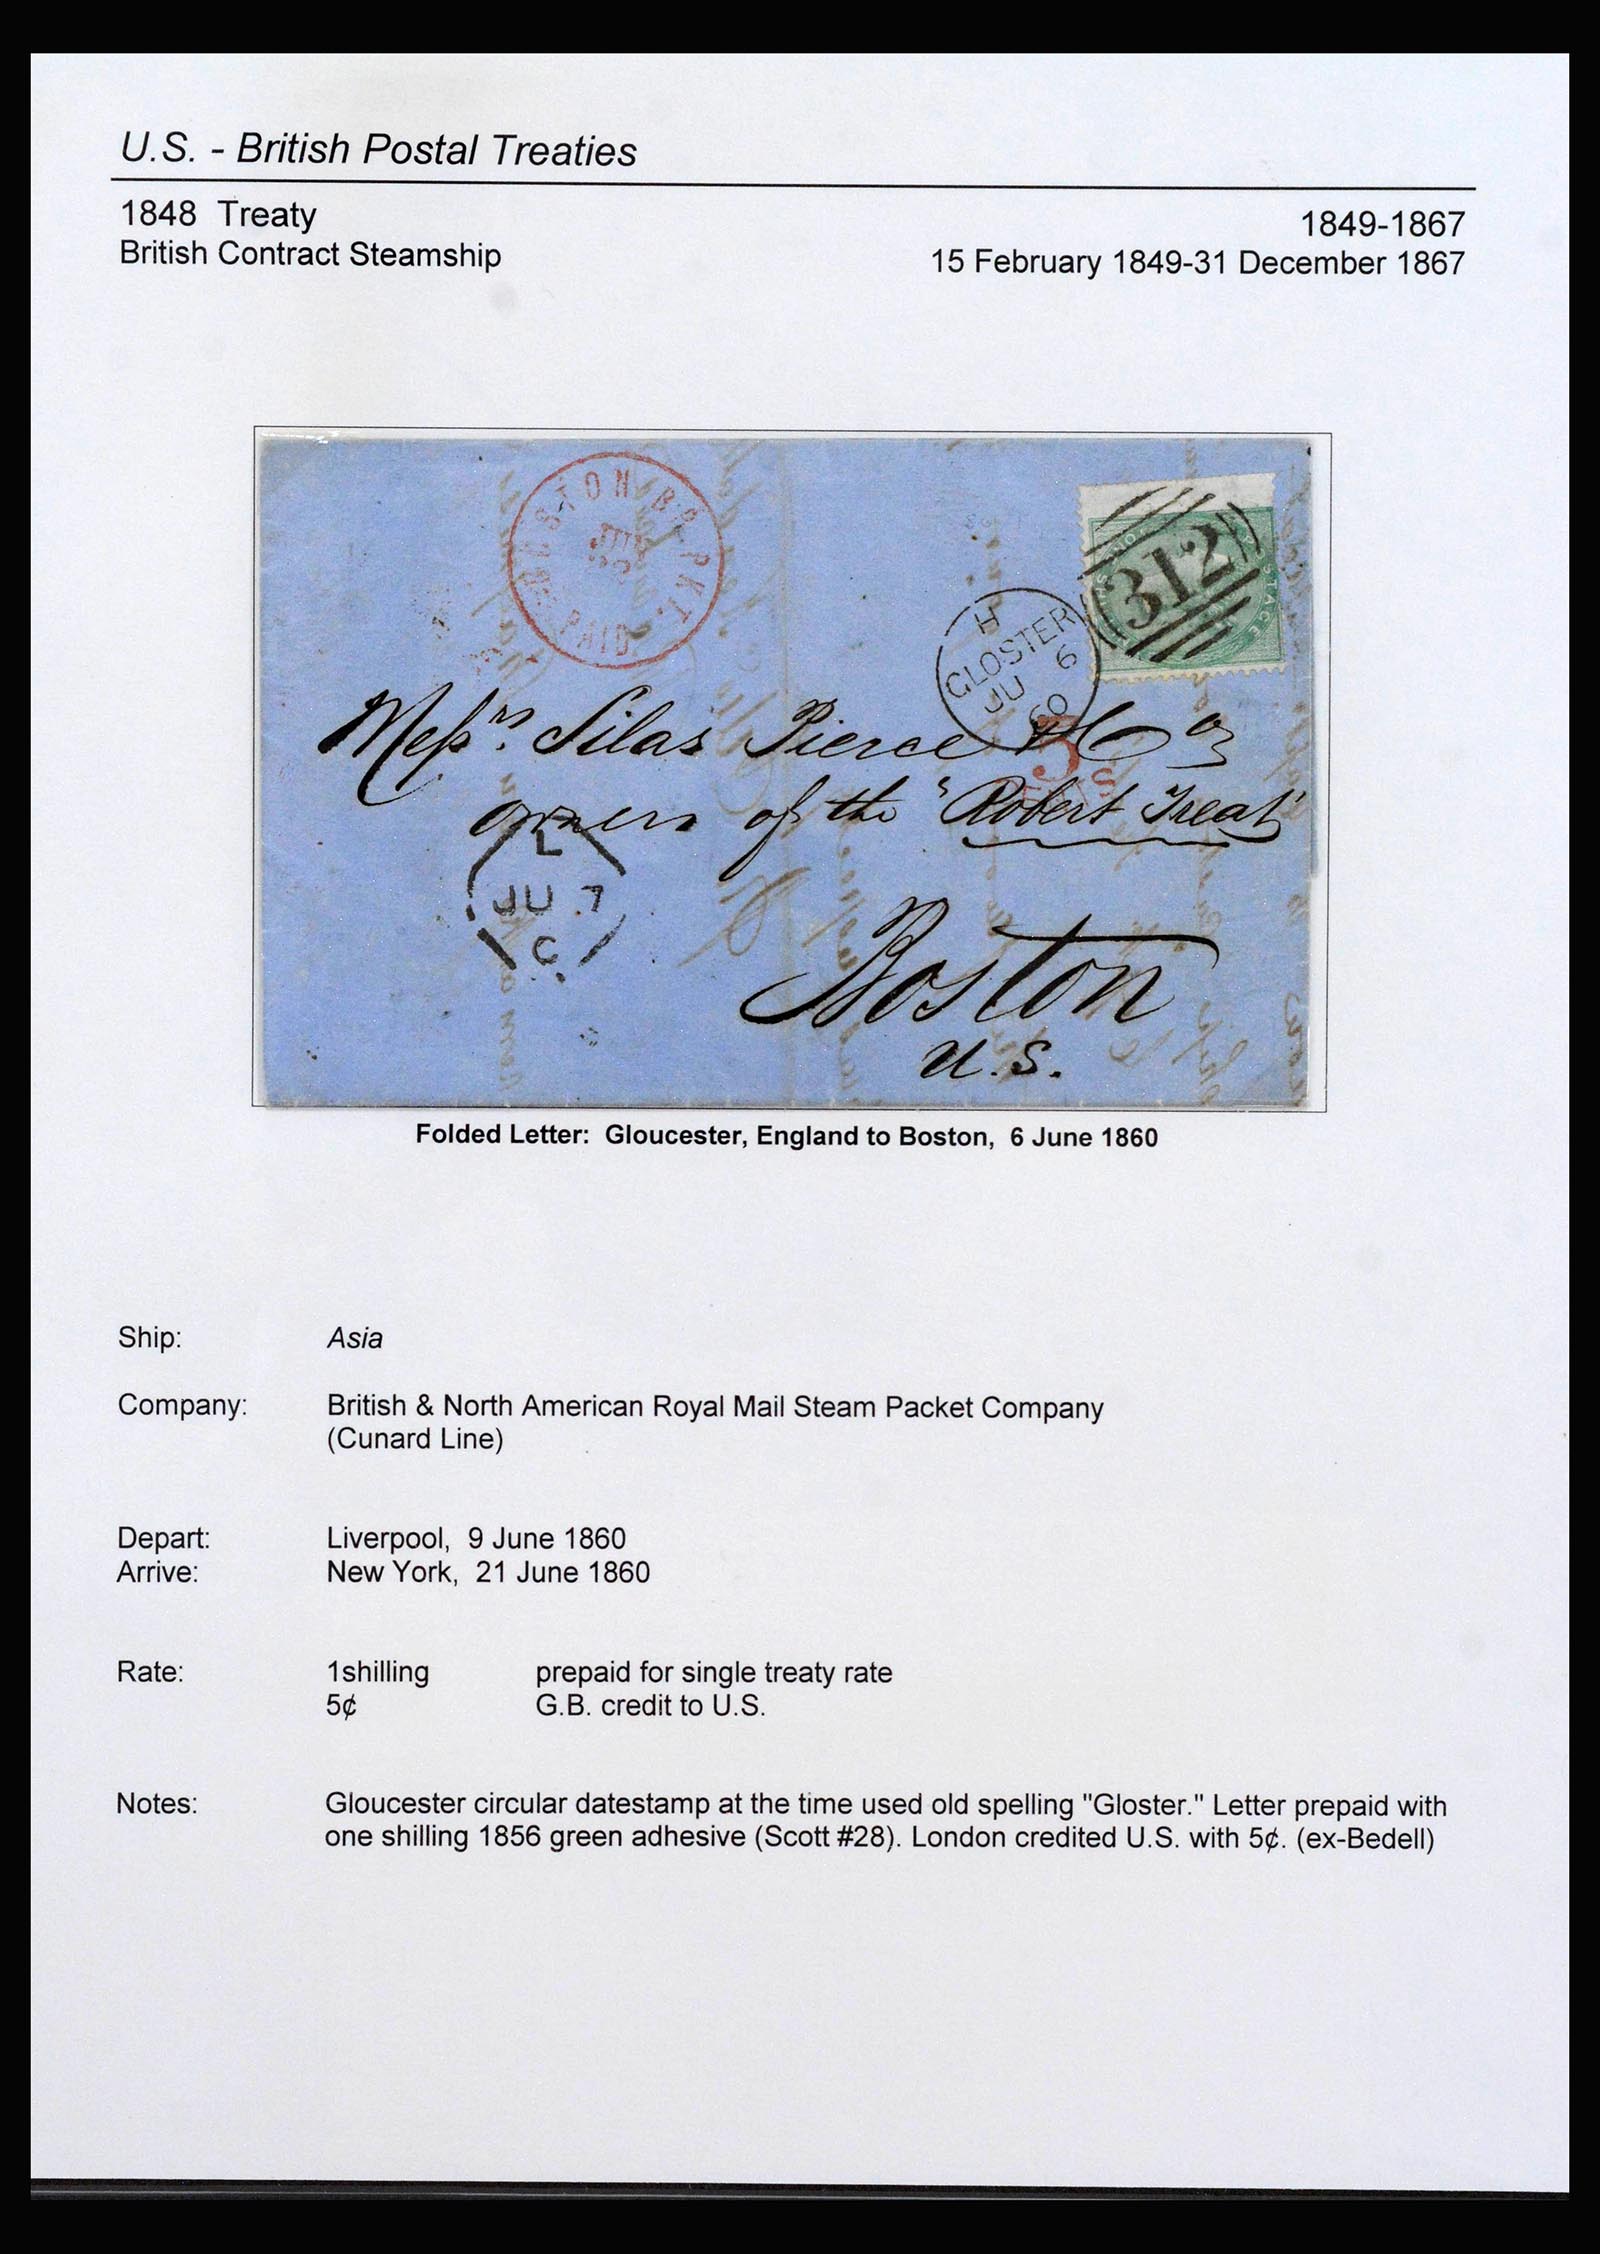 U.S. - British Postal Treaties
1848 Treaty
1849-1867
British Contract Steamship
15 February 1849-31 December 1867
BOSTON BR. PKT.
PAID
312
H
GLOSTER
JU 6
60
5
Messrs. Silas Pierce & Co
owners of the "Robert Treat"
L
JU 7
C
Boston
U.S.
Folded Letter: Gloucester, England to Boston, 6 June 1860
Ship: Asia
Company: British & North American Royal Mail Steam Packet Company
(Cunard Line)
Depart: Liverpool, 9 June 1860
Arrive: New York, 21 June 1860
Rate: 1shilling prepaid for single treaty rate
5¢ G.B. credit to U.S.
Notes: Gloucester circular datestamp at the time used old spelling "Gloster." Letter prepaid with
one shilling 1856 green adhesive (Scott #28). London credited U.S. with 5¢. (ex-Bedell)